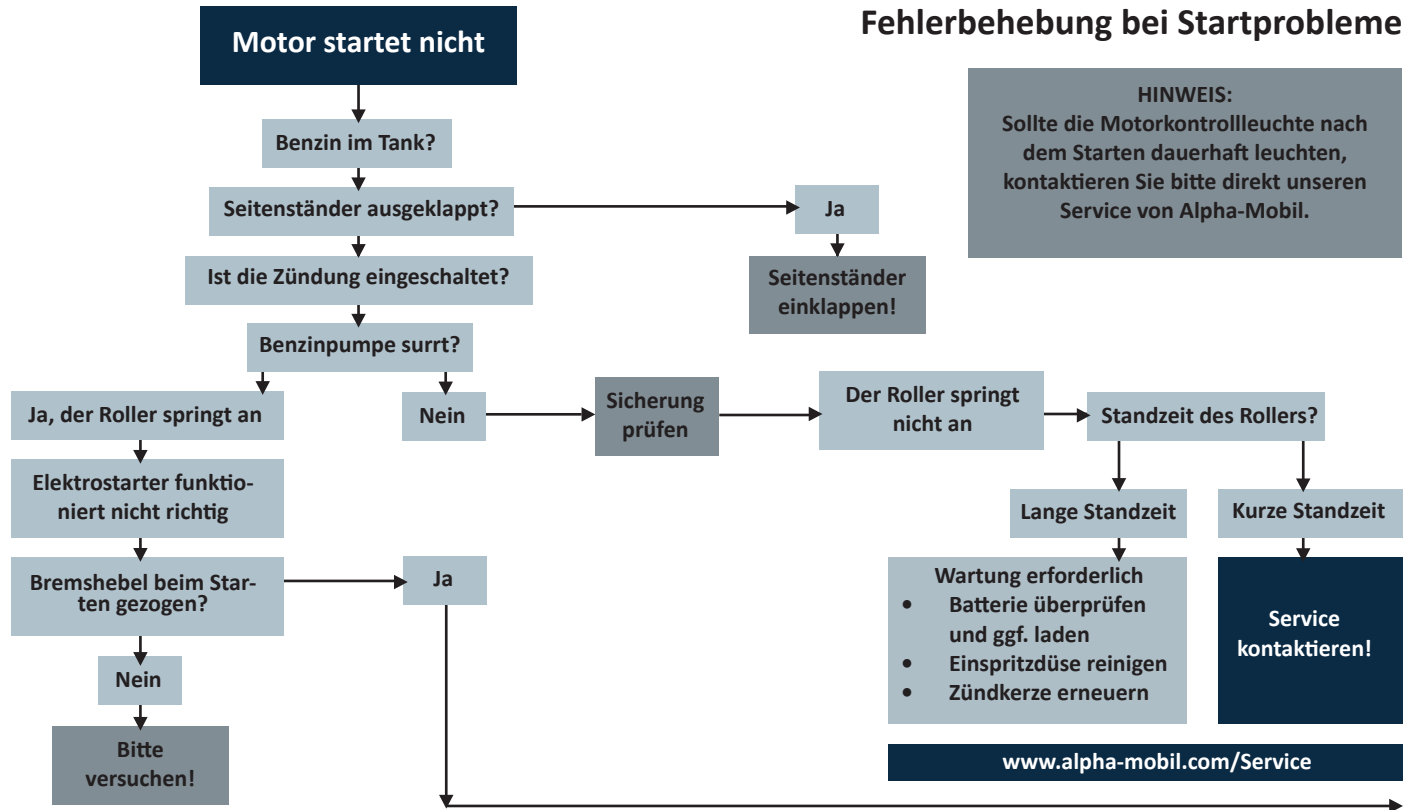 Fehlerbehebung bei Startprobleme
Motor startet nicht
HINWEIS:
Sollte die Motorkontrollleuchte nach
dem Starten dauerhaft leuchten,
kontaktieren Sie bitte direkt unseren
Service von Alpha-Mobil.
Benzin im Tank?
Seitenständer ausgeklappt?
Ja
Ist die Zündung eingeschaltet?
Seitenständer
einklappen!
Benzinpumpe surrt?
Ja, der Roller springt an
Nein
Sicherung
prüfen
Der Roller springt
nicht an
Standzeit des Rollers?
Elektrostarter funktio-
niert nicht richtig
Lange Standzeit
Kurze Standzeit
Bremshebel beim Star-
ten gezogen?
Ja
Wartung erforderlich
• Batterie überprüfen
und ggf. laden
• Einspritzdüse reinigen
• Zündkerze erneuern
Service
kontaktieren!
Nein
Bitte
versuchen!
www.alpha-mobil.com/Service